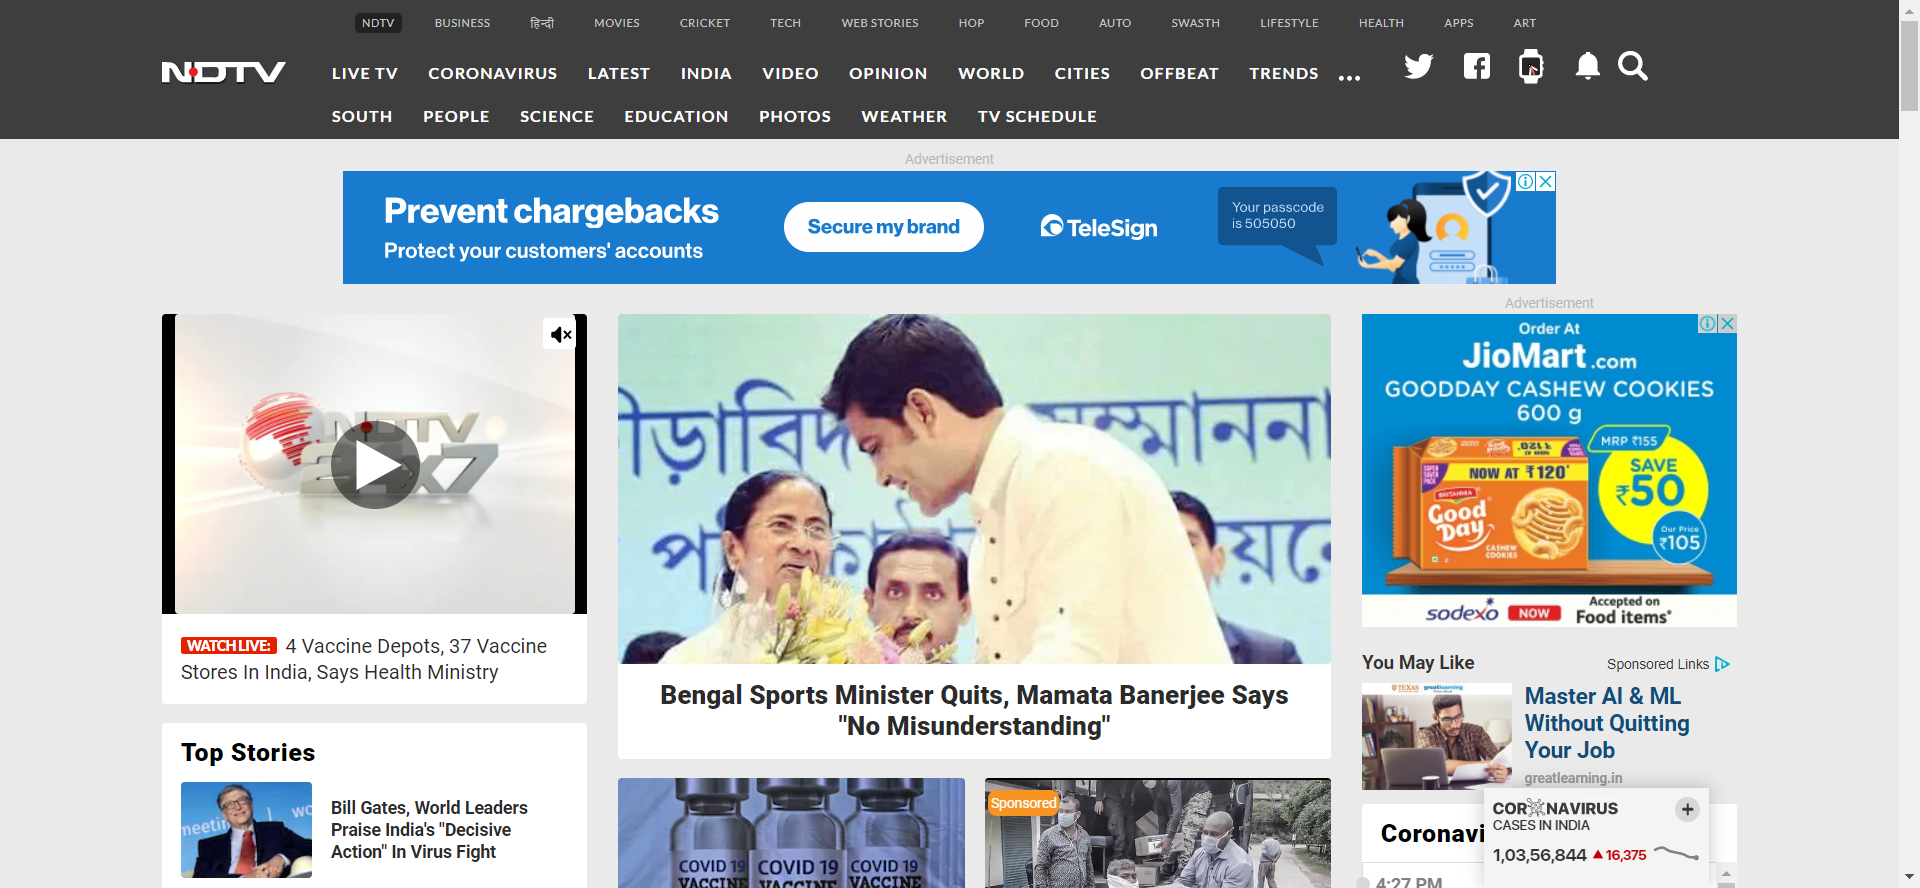 NDTV BUSINESS हिन्दी MOVIES CRICKET TECH WEB STORIES HOP FOOD AUTO SWASTH LIFESTYLE HEALTH APPS ART
NDTV
LIVE TV CORONAVIRUS LATEST INDIA VIDEO OPINION WORLD CITIES OFFBEAT TRENDS ...
SOUTH PEOPLE SCIENCE EDUCATION PHOTOS WEATHER TV SCHEDULE
Advertisement
Prevent chargebacks
Protect your customers' accounts
Secure my brand
TeleSign
Your passcode
is 505050
NDTV
24x7
WATCH LIVE: 4 Vaccine Depots, 37 Vaccine
Stores In India, Says Health Ministry
Top Stories
Bill Gates, World Leaders
Praise India's "Decisive
Action" In Virus Fight
Bengal Sports Minister Quits, Mamata Banerjee Says
"No Misunderstanding"
COVID 19 COVID 19 COVID 19
VACCINE VACCINE VACCINE
Sponsored
Advertisement
Order At
JioMart.com
GOODDAY CASHEW COOKIES
600 g
MRP ₹155
NOW AT ₹120*
SAVE
₹50
BRITANNIA
Good
Day
CASHEW
COOKIES
Our Price
₹105
sodexo NOW Accepted on
Food items*
You May Like
Sponsored Links
TEXAS greatlearning
Master AI & ML
Without Quitting
Your Job
greatlearning.in
Coronavi
4:27 PM
CORONAVIRUS
CASES IN INDIA
1,03,56,844 16,375